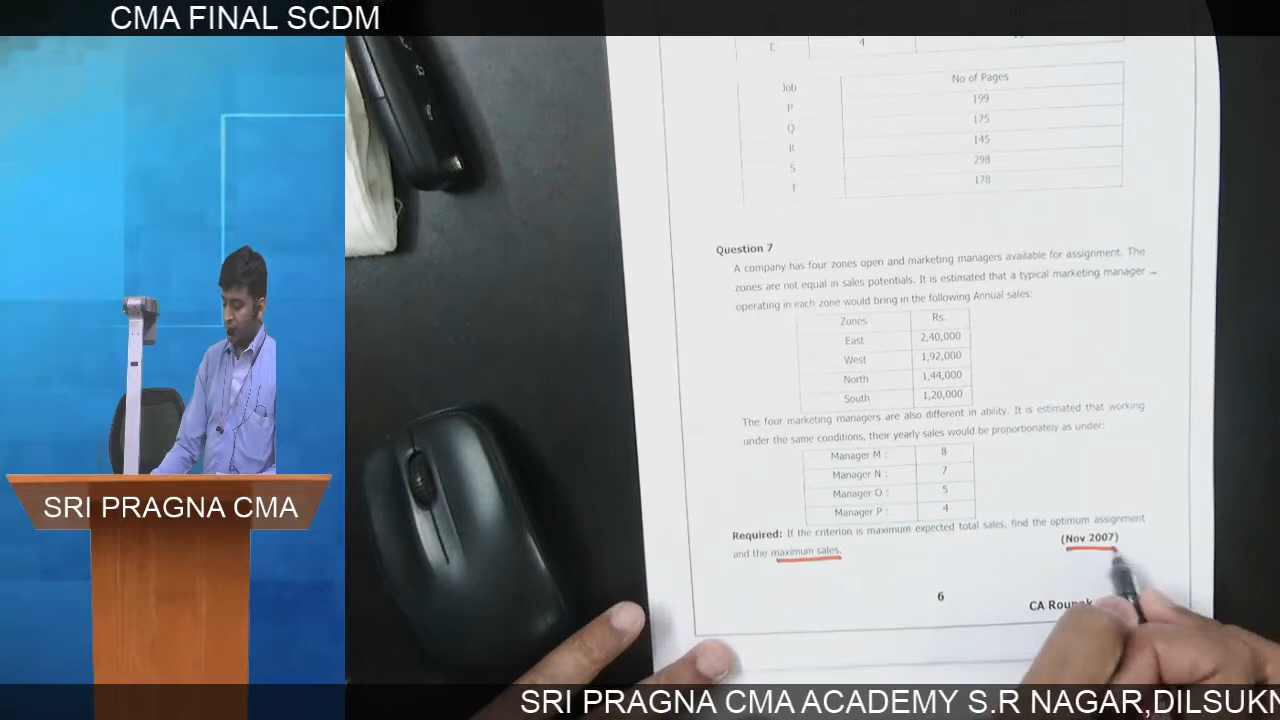 CMA FINAL SCDM
E 4
Job No of Pages
P 199
Q 175
R 145
S 298
T 178
Question 7
A company has four zones open and marketing managers available for assignment. The
zones are not equal in sales potentials. It is estimated that a typical marketing manager
operating in each zone would bring in the following Annual sales:
Zones Rs.
East 2,40,000
West 1,92,000
North 1,44,000
South 1,20,000
The four marketing managers are also different in ability. It is estimated that working
under the same conditions, their yearly sales would be proportionately as under:
Manager M : 8
Manager N : 7
Manager O : 5
Manager P : 4
Required: If the criterion is maximum expected total sales, find the optimum assignment
and the maximum sales.
(Nov 2007)
6
CA
SRI PRAGNA CMA
SRI PRAGNA CMA ACADEMY S.R NAGAR,